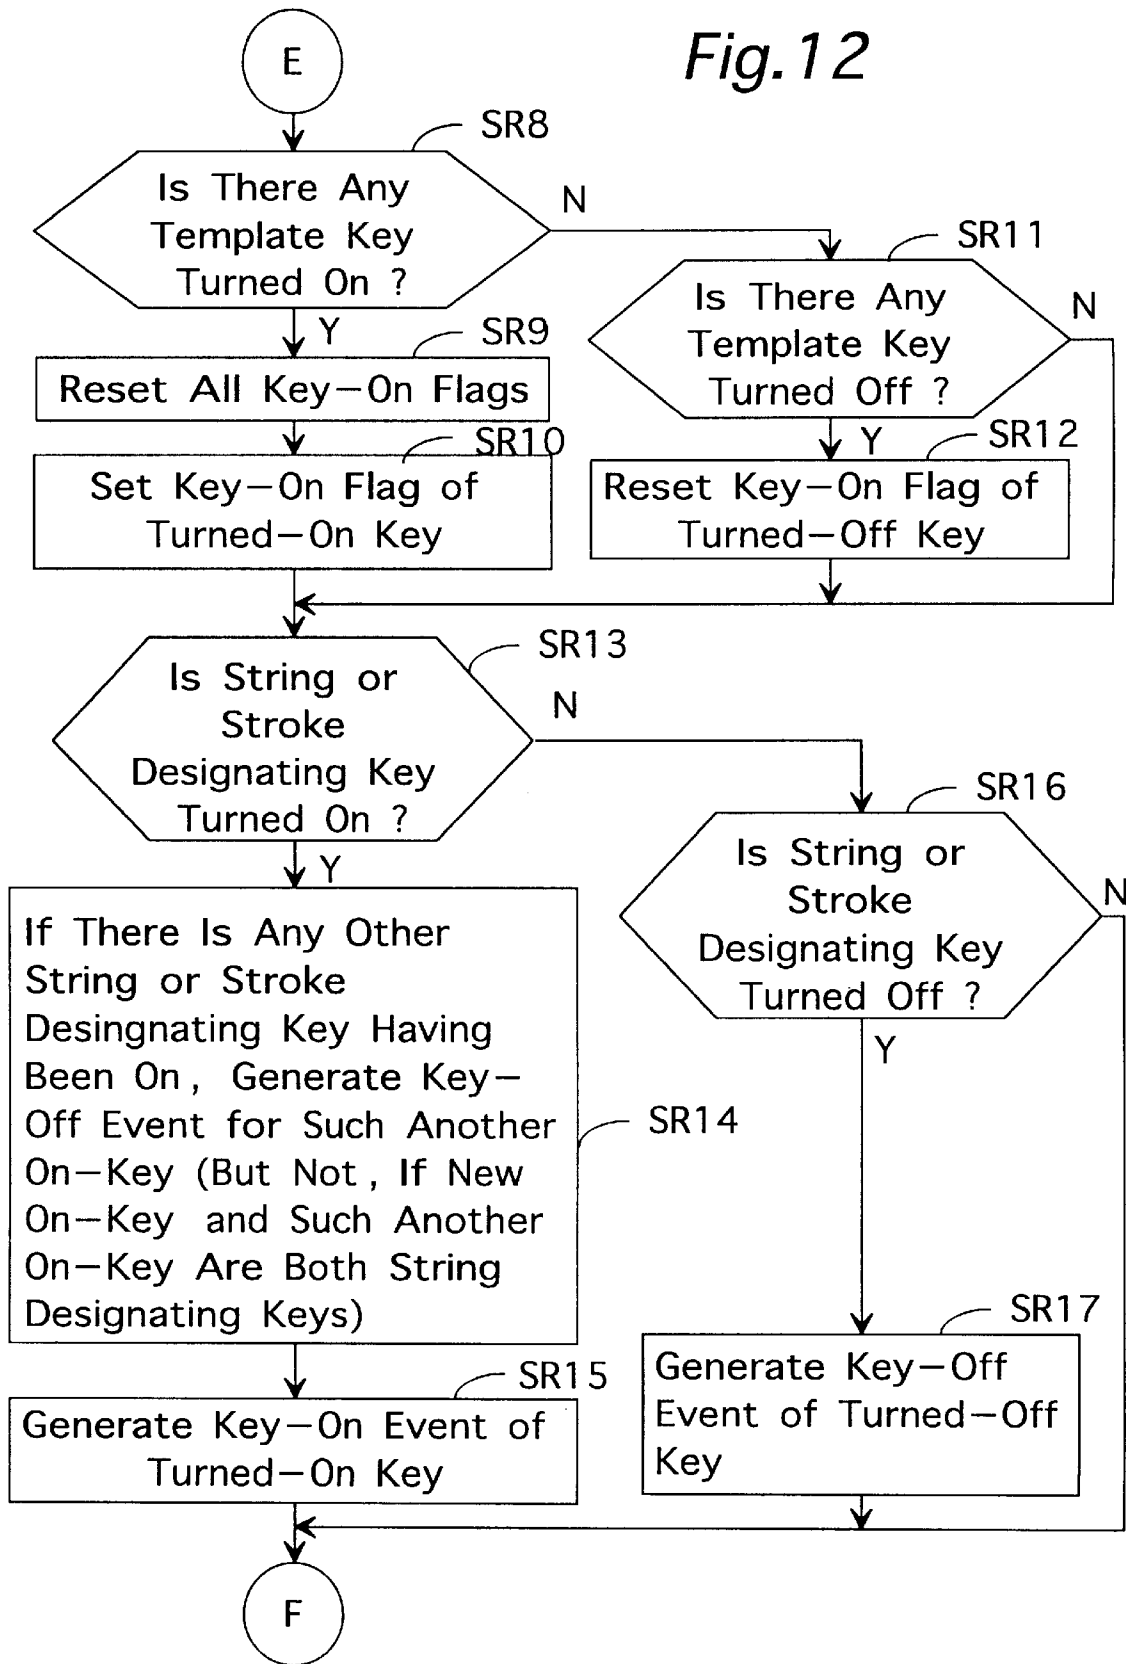 Fig.12
E
SR8
Is There Any
Template Key
Turned On ?
N
Y
SR9
Reset All Key-On Flags
SR10
Set Key-On Flag of
Turned-On Key
SR11
Is There Any
Template Key
Turned Off ?
N
Y
SR12
Reset Key-On Flag of
Turned-Off Key
SR13
Is String or
Stroke
Designating Key
Turned On ?
N
Y
If There Is Any Other
String or Stroke
Desingnating Key Having
Been On, Generate Key-
Off Event for Such Another
On-Key (But Not, If New
On-Key and Such Another
On-Key Are Both String
Designating Keys)
SR14
SR15
Generate Key-On Event of
Turned-On Key
SR16
Is String or
Stroke
Designating Key
Turned Off ?
N
Y
SR17
Generate Key-Off
Event of Turned-Off
Key
F